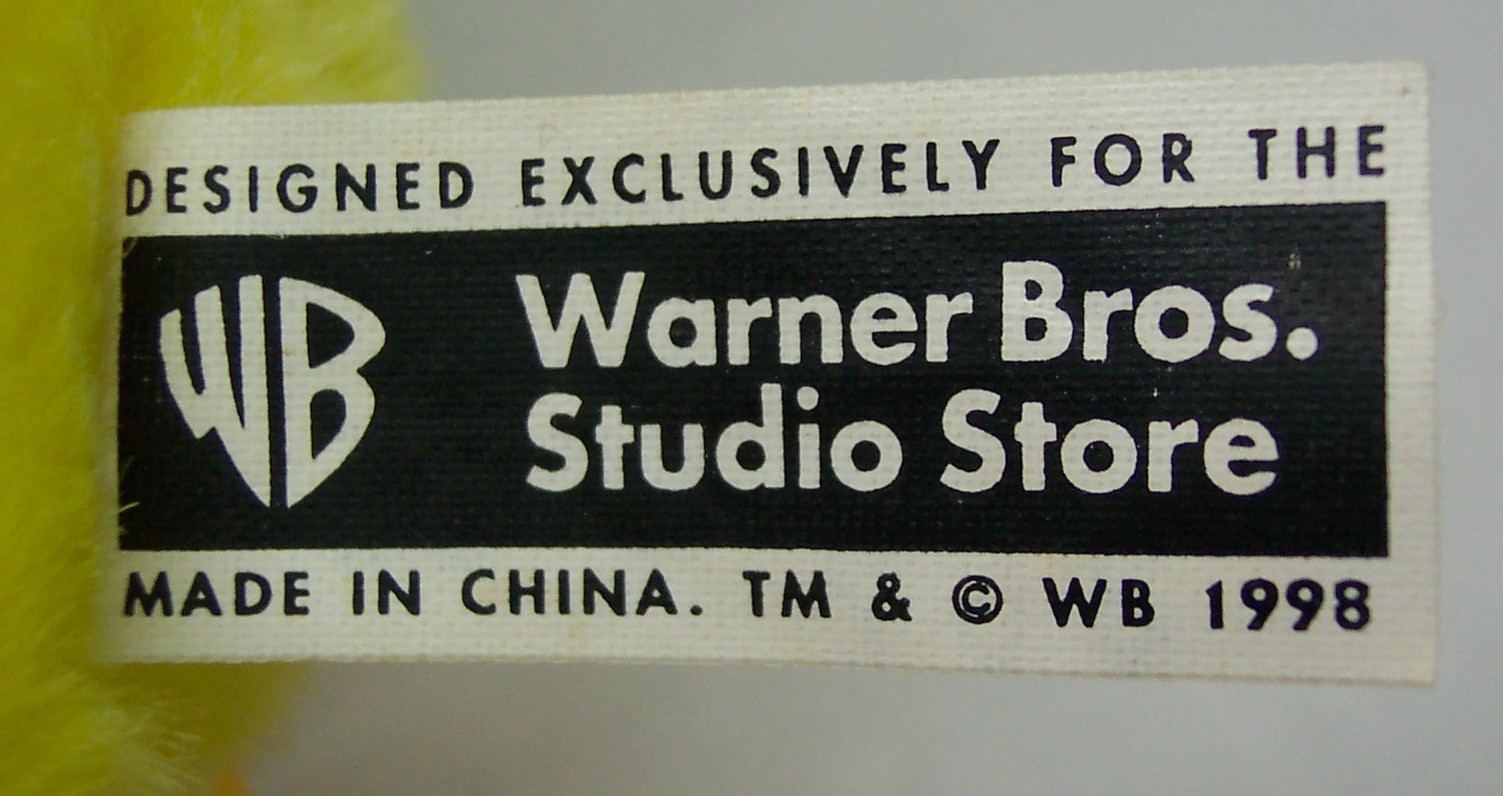 DESIGNED EXCLUSIVELY FOR THE
WB
Warner Bros.
Studio Store
MADE IN CHINA. TM & © WB 1998